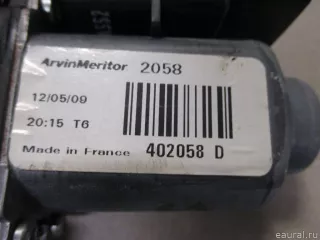 ArvinMeritor 2058
12/05/09
20:15 T6
Made in France 402058 D
© eaural.ru